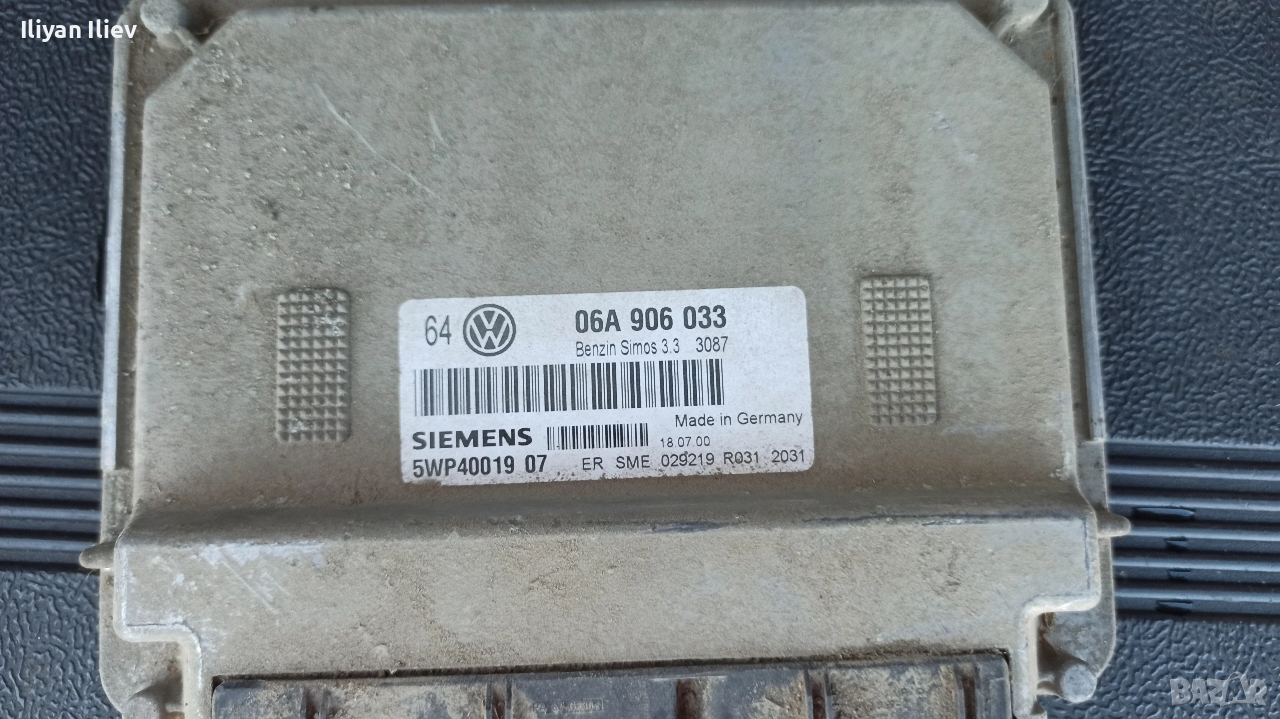 Iliyan Iliev
64 06A 906 033
Benzin Simos 3.3 3087
Made in Germany
SIEMENS 18.07.00
5WP40019 07 ER SME 029219 R031 2031
BAZAR